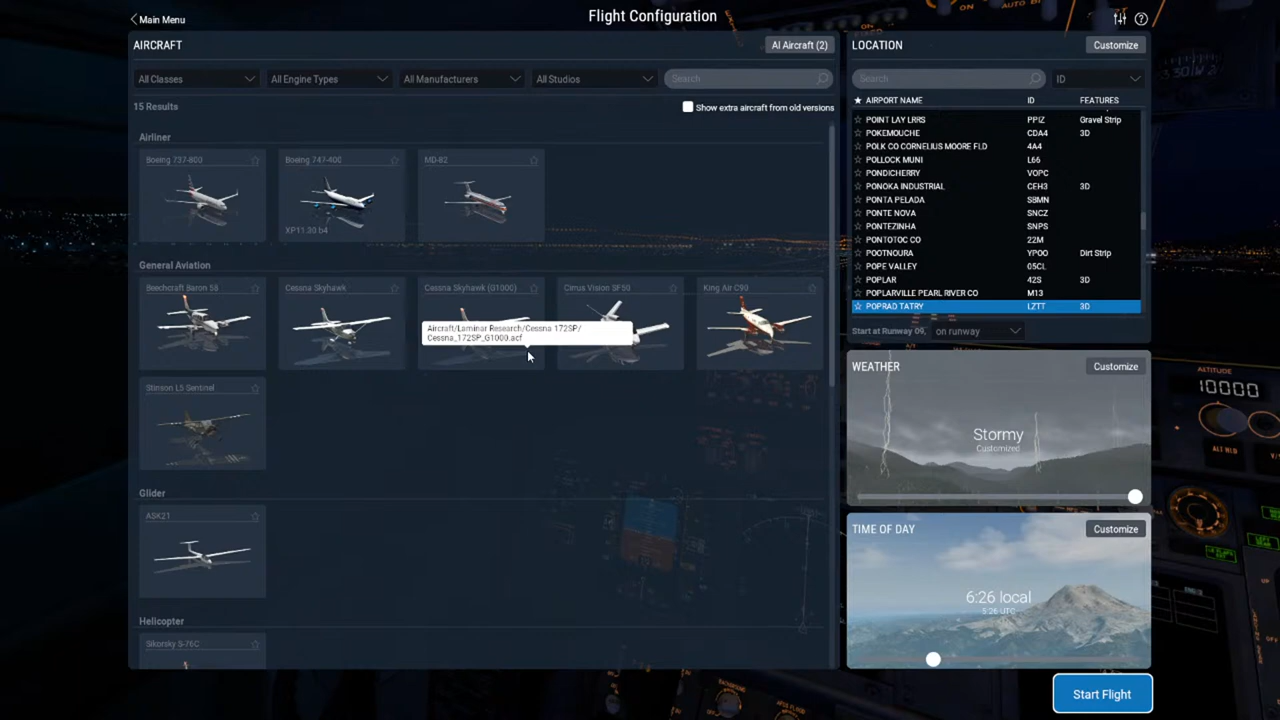 Main Menu
Flight Configuration
AIRCRAFT
AI Aircraft (2)
All Classes
All Engine Types
All Manufacturers
All Studios
Search
15 Results
Show extra aircraft from old versions
Airliner
Boeing 737-800
Boeing 747-400
MD-82
XP11.30 b4
General Aviation
Beechcraft Baron 58
Cessna Skyhawk
Cessna Skyhawk (G1000)
Cirrus Vision SF50
King Air C90
Aircraft/Laminar Research/Cessna 172SP/
Cessna_172SP_G1000.acf
Stinson L5 Sentinel
Glider
ASK21
Helicopter
Sikorsky S-76C
LOCATION
Customize
Search
ID
AIRPORT NAME ID FEATURES
POINT LAY LRRS PPIZ Gravel Strip
POKEMOUCHE CDA4 3D
POLK CO CORNELIUS MOORE FLD 4A4
POLLOCK MUNI L66
PONDICHERRY VOPC
PONOKA INDUSTRIAL CEH3 3D
PONTA PELADA SBMN
PONTE NOVA SNCZ
PONTEZINHA SNPS
PONTOTOC CO 22M
POOTNOURA YPOO Dirt Strip
POPE VALLEY 05CL
POPLAR 42S 3D
POPLARVILLE PEARL RIVER CO M13
POPRAD TATRY LZTT 3D
Start at Runway 09,
on runway
WEATHER
Customize
Stormy
Customized
TIME OF DAY
Customize
6:26 local
5:26 UTC
Start Flight
ALTITUDE
10000